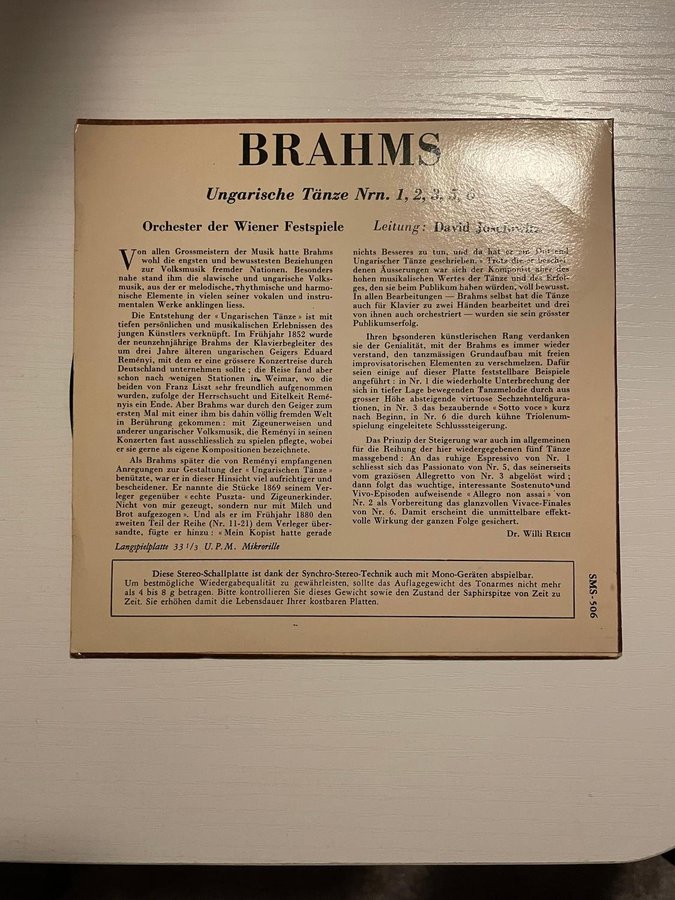 BRAHMS
Ungarische Tänze Nrn. 1, 2, 3, 5, 6
Orchester der Wiener Festspiele Leitung: David Josefowitz
Von allen Grossmeistern der Musik hatte Brahms
wohl die engsten und bewusstesten Beziehungen
zur Volksmusik fremder Nationen. Besonders
nahe stand ihm die slawische und ungarische Volks-
musik, aus der er melodische, rhythmische und harmo-
nische Elemente in vielen seiner vokalen und instru-
mentalen Werke anklingen liess.
Die Entstehung der « Ungarischen Tänze » ist mit
tiefen persönlichen und musikalischen Erlebnissen des
jungen Künstlers verknüpft. Im Frühjahr 1852 wurde
der neunzehnjährige Brahms der Klavierbegleiter des
um drei Jahre älteren ungarischen Geigers Eduard
Reményi, mit dem er eine grössere Konzertreise durch
Deutschland unternehmen sollte ; die Reise fand aber
schon nach wenigen Stationen in Weimar, wo die
beiden von Franz Liszt sehr freundlich aufgenommen
wurden, zufolge der Herrschsucht und Eitelkeit Remé-
nyis ein Ende. Aber Brahms war durch den Geiger zum
ersten Mal mit einer ihm bis dahin völlig fremden Welt
in Berührung gekommen : mit Zigeunerweisen und
anderer ungarischer Volksmusik, die Reményi in seinen
Konzerten fast ausschliesslich zu spielen pflegte, wobei
er sie gerne als eigene Kompositionen bezeichnete.
Als Brahms später die von Reményi empfangenen
Anregungen zur Gestaltung der « Ungarischen Tänze »
benützte, war er in dieser Hinsicht viel aufrichtiger und
bescheidener. Er nannte die Stücke 1869 seinem Ver-
leger gegenüber « echte Puszta- und Zigeunerkinder.
Nicht von mir gezeugt, sondern nur mit Milch und
Brot aufgezogen ». Und als er im Frühjahr 1880 den
zweiten Teil der Reihe (Nr. 11-21) dem Verleger über-
sandte, fügte er hinzu : « Mein Kopist hatte gerade
Langspielplatte 33 1/3 U.P.M. Mikrorille
nichts Besseres zu tun, und da hat er ein Dutzend
Ungarischer Tänze geschrieben. » Trotz dieser beschei-
denen Äusserungen war sich der Komponist aber des
hohen musikalischen Wertes der Tänze und des Erfol-
ges, den sie beim Publikum haben würden, voll bewusst.
In allen Bearbeitungen — Brahms selbst hat die Tänze
auch für Klavier zu zwei Händen bearbeitet und drei
von ihnen auch orchestriert — wurden sie sein grösster
Publikumserfolg.
Ihren besonderen künstlerischen Rang verdanken
sie der Genialität, mit der Brahms es immer wieder
verstand, den tanzmässigen Grundaufbau mit freien
improvisatorischen Elementen zu verschmelzen. Dafür
seien einige auf dieser Platte feststellbare Beispiele
angeführt : in Nr. 1 die wiederholte Unterbrechung der
sich in tiefer Lage bewegenden Tanzmelodie durch aus
grosser Höhe absteigende virtuose Sechzehntelfigura-
tionen, in Nr. 3 das bezaubernde « Sotto voce » kurz
nach Beginn, in Nr. 6 die durch kühne Triolenum-
spielung eingeleitete Schlusssteigerung.
Das Prinzip der Steigerung war auch im allgemeinen
für die Reihung der hier wiedergegebenen fünf Tänze
massgebend : An das ruhige Espressivo von Nr. 1
schliesst sich das Passionato von Nr. 5, das seinerseits
vom graziösen Allegretto von Nr. 3 abgelöst wird ;
dann folgt das wuchtige, interessante Sostenuto und
Vivo-Episoden aufweisende « Allegro non assai » von
Nr. 2 als Vorbereitung das glanzvollen Vivace-Finales
von Nr. 6. Damit erscheint die unmittelbare effekt-
volle Wirkung der ganzen Folge gesichert.
Dr. Willi REICH
Diese Stereo-Schallplatte ist dank der Synchro-Stereo-Technik auch mit Mono-Geräten abspielbar.
Um bestmögliche Wiedergabequalität zu gewährleisten, sollte das Auflagegewicht des Tonarmes nicht mehr
als 4 bis 8 g betragen. Bitte kontrollieren Sie dieses Gewicht sowie den Zustand der Saphirspitze von Zeit zu
Zeit. Sie erhöhen damit die Lebensdauer Ihrer kostbaren Platten.
SMS-506